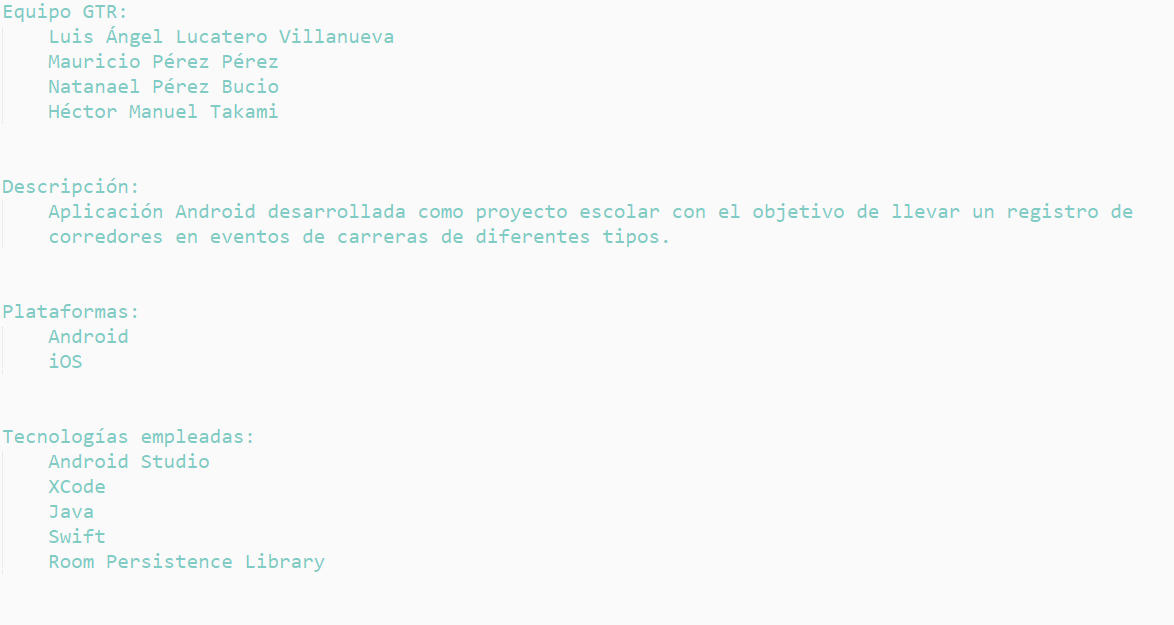 Equipo GTR:
Luis Ángel Lucatero Villanueva
Mauricio Pérez Pérez
Natanael Pérez Bucio
Héctor Manuel Takami
Descripción:
Aplicación Android desarrollada como proyecto escolar con el objetivo de llevar un registro de
corredores en eventos de carreras de diferentes tipos.
Plataformas:
Android
iOS
Tecnologías empleadas:
Android Studio
XCode
Java
Swift
Room Persistence Library